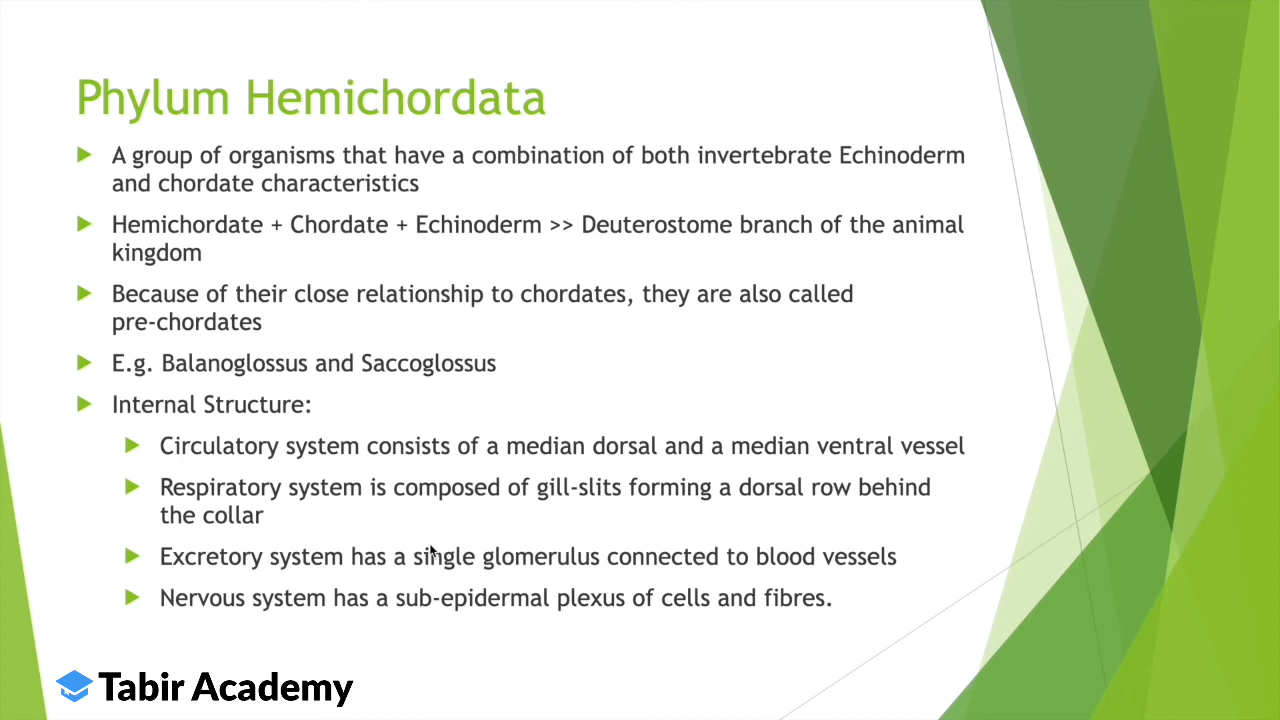 Phylum Hemichordata
A group of organisms that have a combination of both invertebrate Echinoderm
and chordate characteristics
Hemichordate + Chordate + Echinoderm >> Deuterostome branch of the animal
kingdom
Because of their close relationship to chordates, they are also called
pre-chordates
E.g. Balanoglossus and Saccoglossus
Internal Structure:
Circulatory system consists of a median dorsal and a median ventral vessel
Respiratory system is composed of gill-slits forming a dorsal row behind
the collar
Excretory system has a single glomerulus connected to blood vessels
Nervous system has a sub-epidermal plexus of cells and fibres.
Tabir Academy